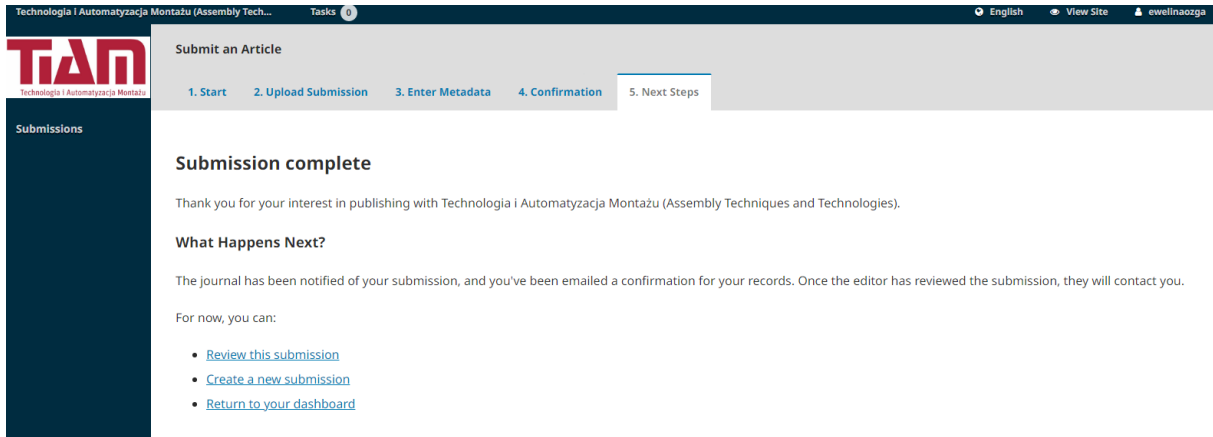 Technologia i Automatyzacja Montażu (Assembly Tech... Tasks 0 English View Site ewelinaozga
TiAM
Technologia i Automatyzacja Montażu
Submit an Article
1. Start 2. Upload Submission 3. Enter Metadata 4. Confirmation 5. Next Steps
Submissions
Submission complete
Thank you for your interest in publishing with Technologia i Automatyzacja Montażu (Assembly Techniques and Technologies).
What Happens Next?
The journal has been notified of your submission, and you've been emailed a confirmation for your records. Once the editor has reviewed the submission, they will contact you.
For now, you can:
Review this submission
Create a new submission
Return to your dashboard